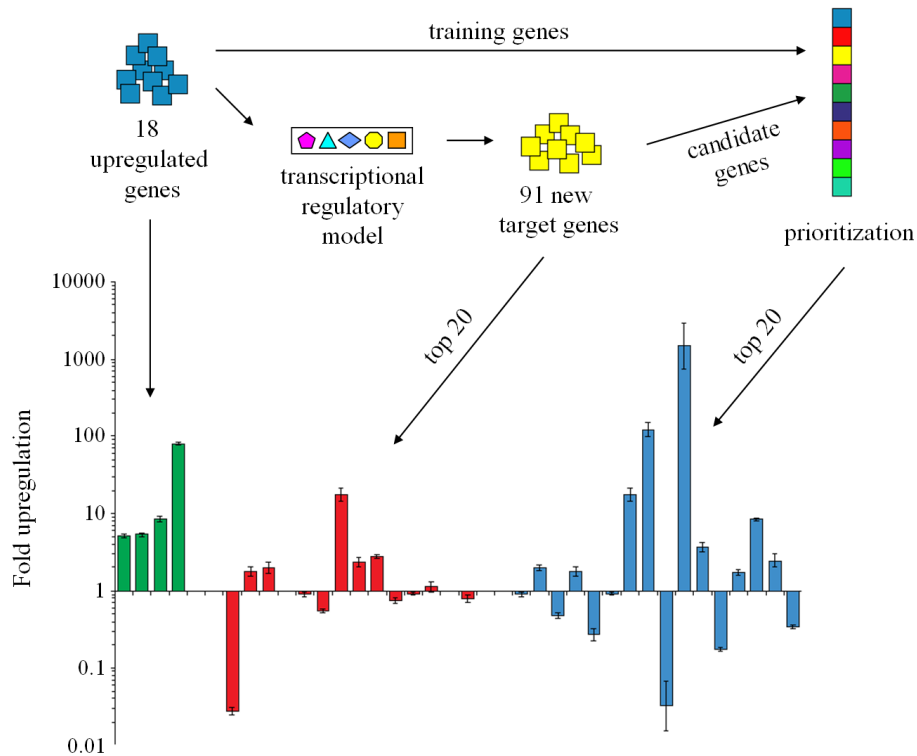 training genes
18
upregulated
genes
transcriptional
regulatory
model
91 new
target genes
candidate
genes
prioritization
top 20
top 20
Fold upregulation
10000
1000
100
10
1
0.1
0.01